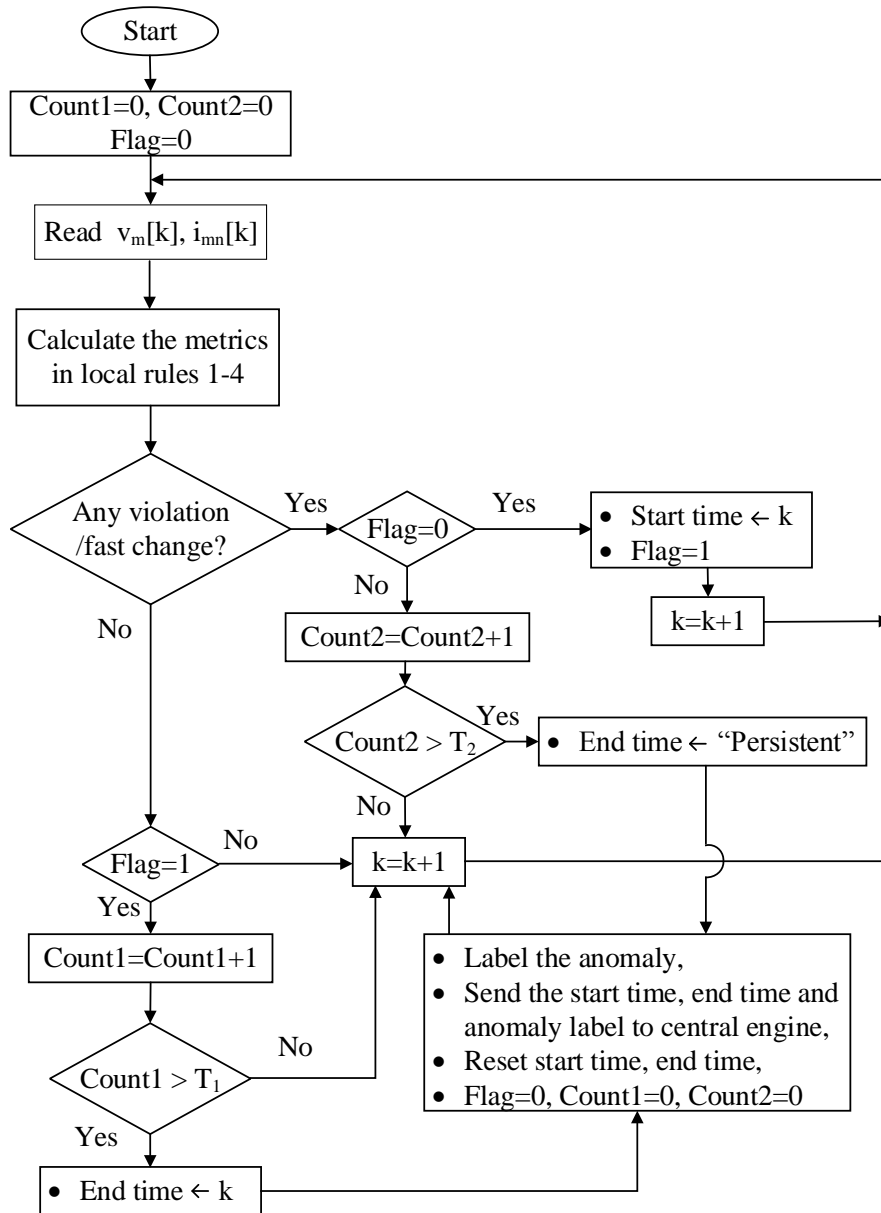 Start
Count1=0, Count2=0
Flag=0
Read vₘ[k], iₘₙ[k]
Calculate the metrics
in local rules 1-4
Any violation
/fast change?
Yes
Flag=0
Yes
• Start time ← k
• Flag=1
k=k+1
No
No
Count2=Count2+1
Count2 > T₂
Yes
• End time ← “Persistent”
No
Flag=1
No
k=k+1
Yes
Count1=Count1+1
• Label the anomaly,
• Send the start time, end time and
anomaly label to central engine,
• Reset start time, end time,
• Flag=0, Count1=0, Count2=0
Count1 > T₁
No
Yes
• End time ← k